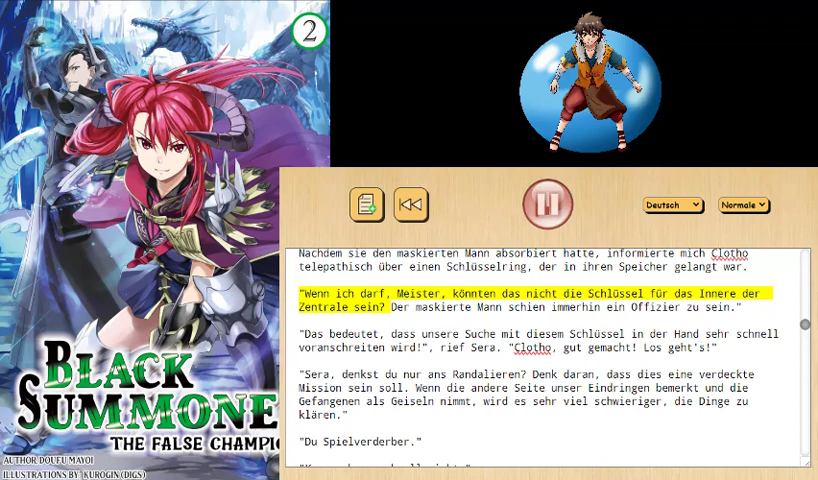 2
BLACK
SUMMONE
THE FALSE CHAMPIO
AUTHOR DOUFU MAYOI
ILLUSTRATIONS BY: KUROGIN (DIGS)
Deutsch
Normale
Nachdem sie den maskierten Mann absorbiert hatte, informierte mich Clotho
telepathisch über einen Schlüsselring, der in ihren Speicher gelangt war.
"Wenn ich darf, Meister, könnten das nicht die Schlüssel für das Innere der
Zentrale sein? Der maskierte Mann schien immerhin ein Offizier zu sein."
"Das bedeutet, dass unsere Suche mit diesem Schlüssel in der Hand sehr schnell
voranschreiten wird!", rief Sera. "Clotho, gut gemacht! Los geht's!"
"Sera, denkst du nur ans Randalieren? Denk daran, dass dies eine verdeckte
Mission sein soll. Wenn die andere Seite unser Eindringen bemerkt und die
Gefangenen als Geiseln nimmt, wird es sehr viel schwieriger, die Dinge zu
klären."
"Du Spielverderber."